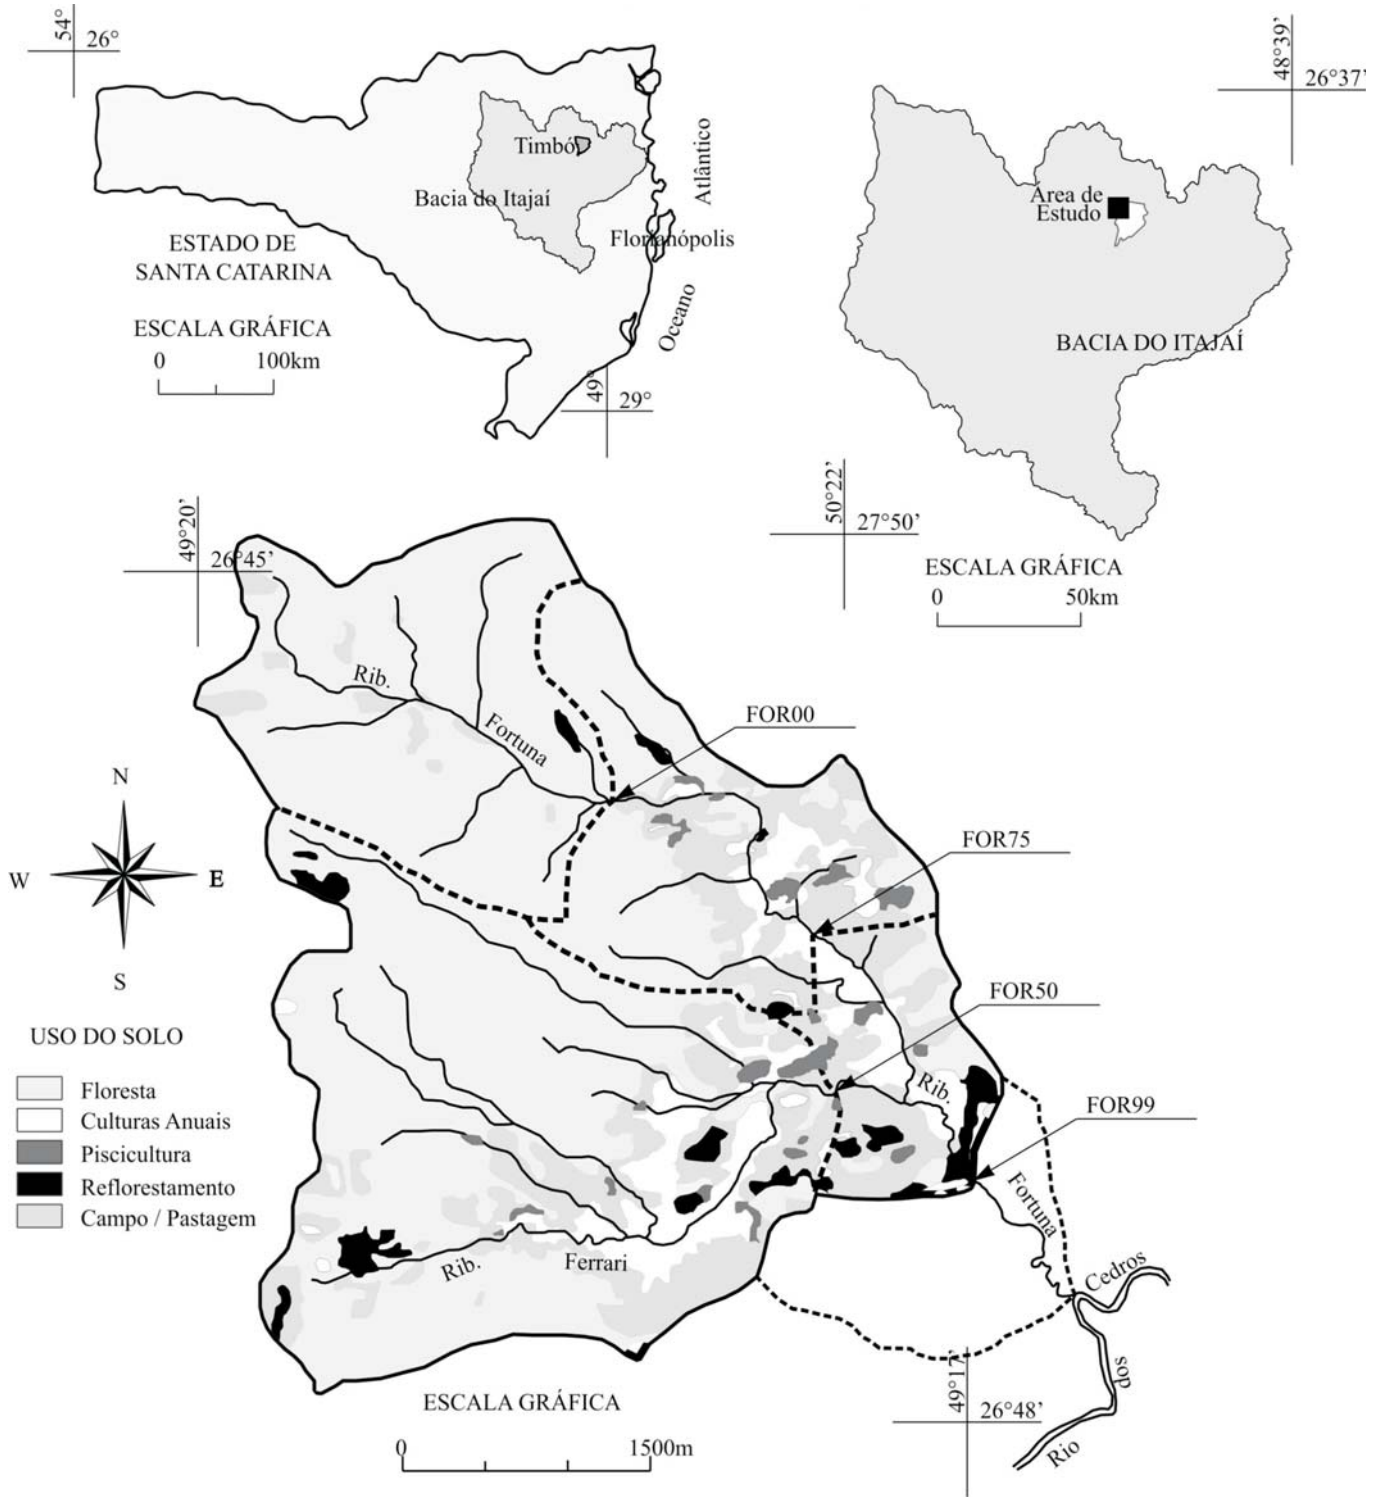 54°
26°
Timbó
Bacia do Itajaí
Atlântico
Florianópolis
Oceano
ESTADO DE
SANTA CATARINA
ESCALA GRÁFICA
0 100km
49°
29°
48°39'
26°37'
Área de
Estudo
BACIA DO ITAJAÍ
50°22'
27°50'
ESCALA GRÁFICA
0 50km
49°20'
26°45'
Rib.
Fortuna
FOR00
FOR75
FOR50
FOR99
N
W
E
S
USO DO SOLO
Floresta
Culturas Anuais
Piscicultura
Reflorestamento
Campo / Pastagem
Rib.
Fortuna
Rib.
Ferrari
Cedros
dos
Rio
49°17'
26°48'
ESCALA GRÁFICA
0 1500m